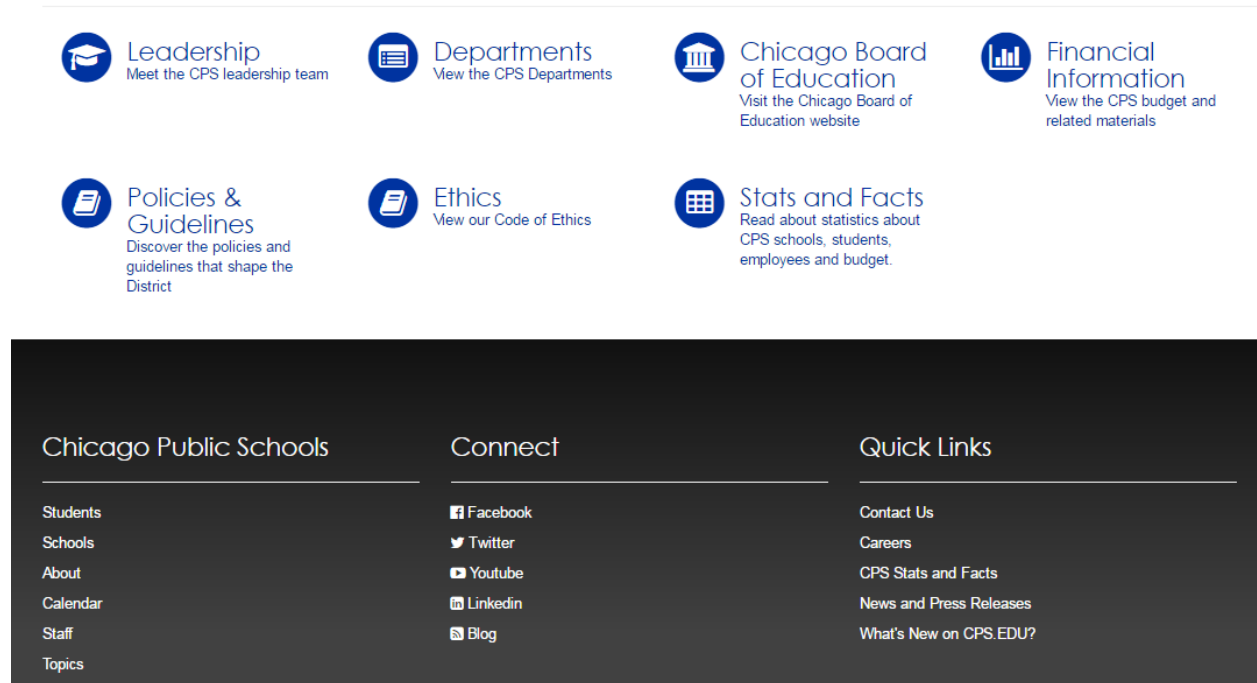 Leadership
Meet the CPS leadership team
Departments
View the CPS Departments
Chicago Board
of Education
Visit the Chicago Board of
Education website
Financial
Information
View the CPS budget and
related materials
Policies &
Guidelines
Discover the policies and
guidelines that shape the
District
Ethics
View our Code of Ethics
Stats and Facts
Read about statistics about
CPS schools, students,
employees and budget.
Chicago Public Schools
Students
Schools
About
Calendar
Staff
Topics
Connect
Facebook
Twitter
Youtube
Linkedin
Blog
Quick Links
Contact Us
Careers
CPS Stats and Facts
News and Press Releases
What's New on CPS.EDU?